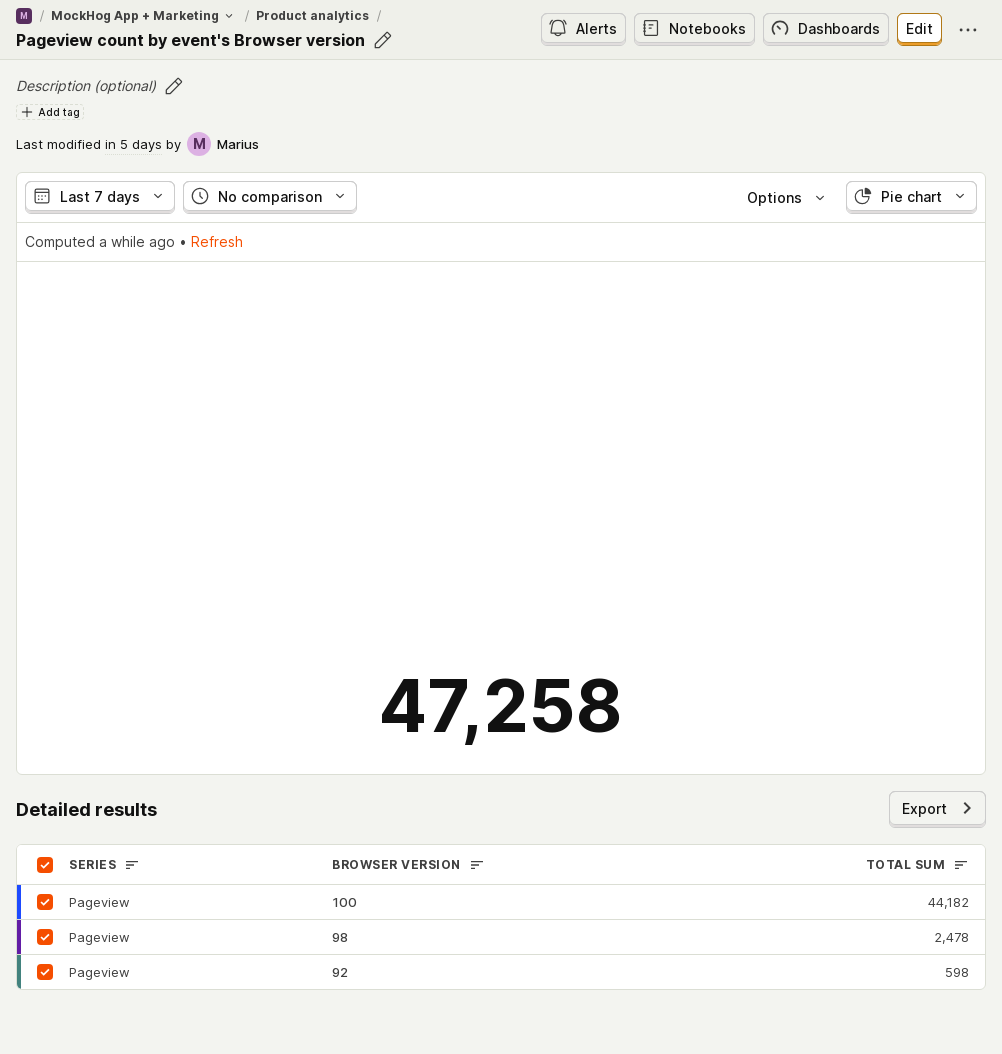 M / MockHog App + Marketing / Product analytics /
Pageview count by event's Browser version
Alerts
Notebooks
Dashboards
Edit
Description (optional)
Add tag
Last modified in 5 days by M Marius
Last 7 days
No comparison
Options
Pie chart
Computed a while ago • Refresh
47,258
Detailed results
Export
SERIES BROWSER VERSION TOTAL SUM
Pageview 100 44,182
Pageview 98 2,478
Pageview 92 598